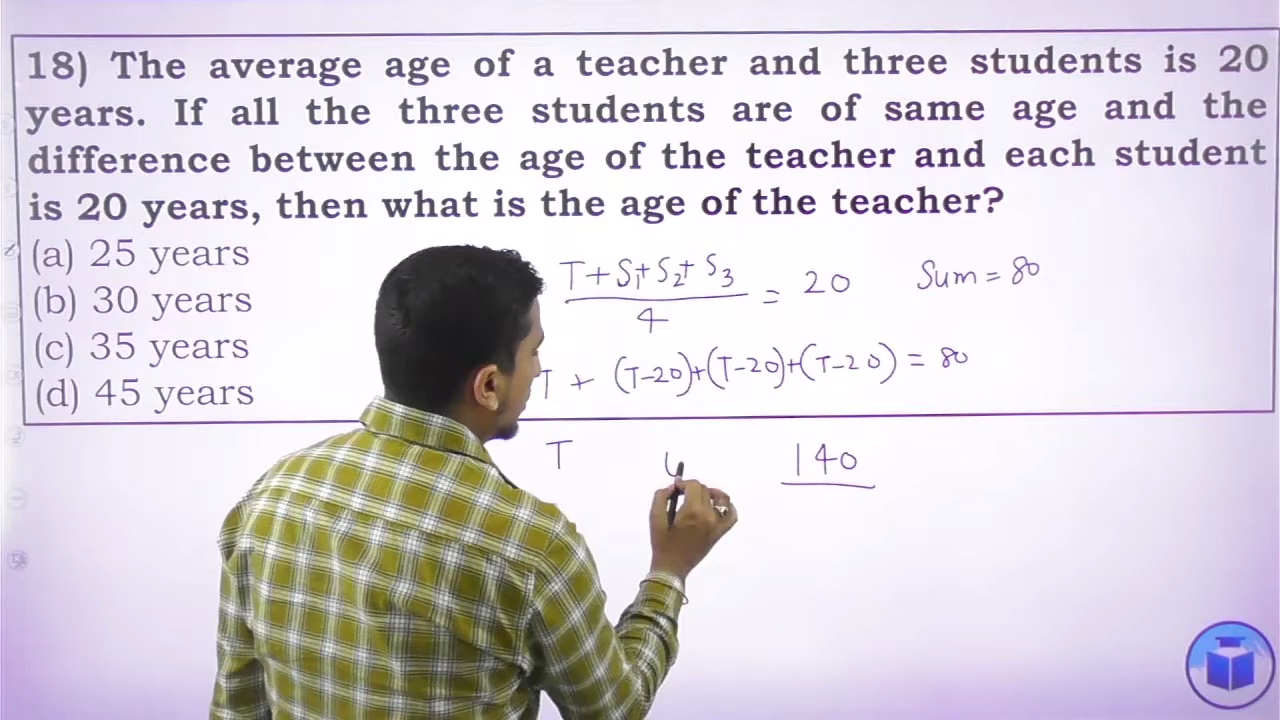 18) The average age of a teacher and three students is 20
years. If all the three students are of same age and the
difference between the age of the teacher and each student
is 20 years, then what is the age of the teacher?
(a) 25 years
(b) 30 years
(c) 35 years
(d) 45 years
T+S1+S2+S3
4
= 20
Sum = 80
T + (T-20)+(T-20)+(T-20) = 80
T
140